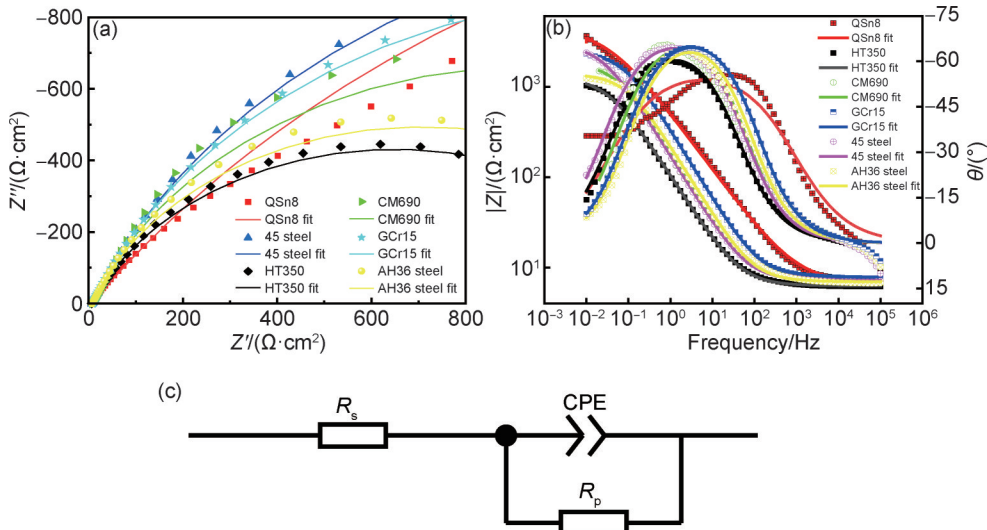 (a)
−800
−600
−400
−200
0
Z″/(Ω·cm²)
0 200 400 600 800
Z′/(Ω·cm²)
QSn8
QSn8 fit
45 steel
45 steel fit
HT350
HT350 fit
CM690
CM690 fit
GCr15
GCr15 fit
AH36 steel
AH36 steel fit
(b)
10³
10²
10¹
|Z|/(Ω·cm²)
10⁻³ 10⁻² 10⁻¹ 10⁰ 10¹ 10² 10³ 10⁴ 10⁵ 10⁶
Frequency/Hz
−75
−60
−45
−30
−15
0
15
θ/(°)
QSn8
QSn8 fit
HT350
HT350 fit
CM690
CM690 fit
GCr15
GCr15 fit
45 steel
45 steel fit
AH36 steel
AH36 steel fit
(c)
Rs
CPE
Rp